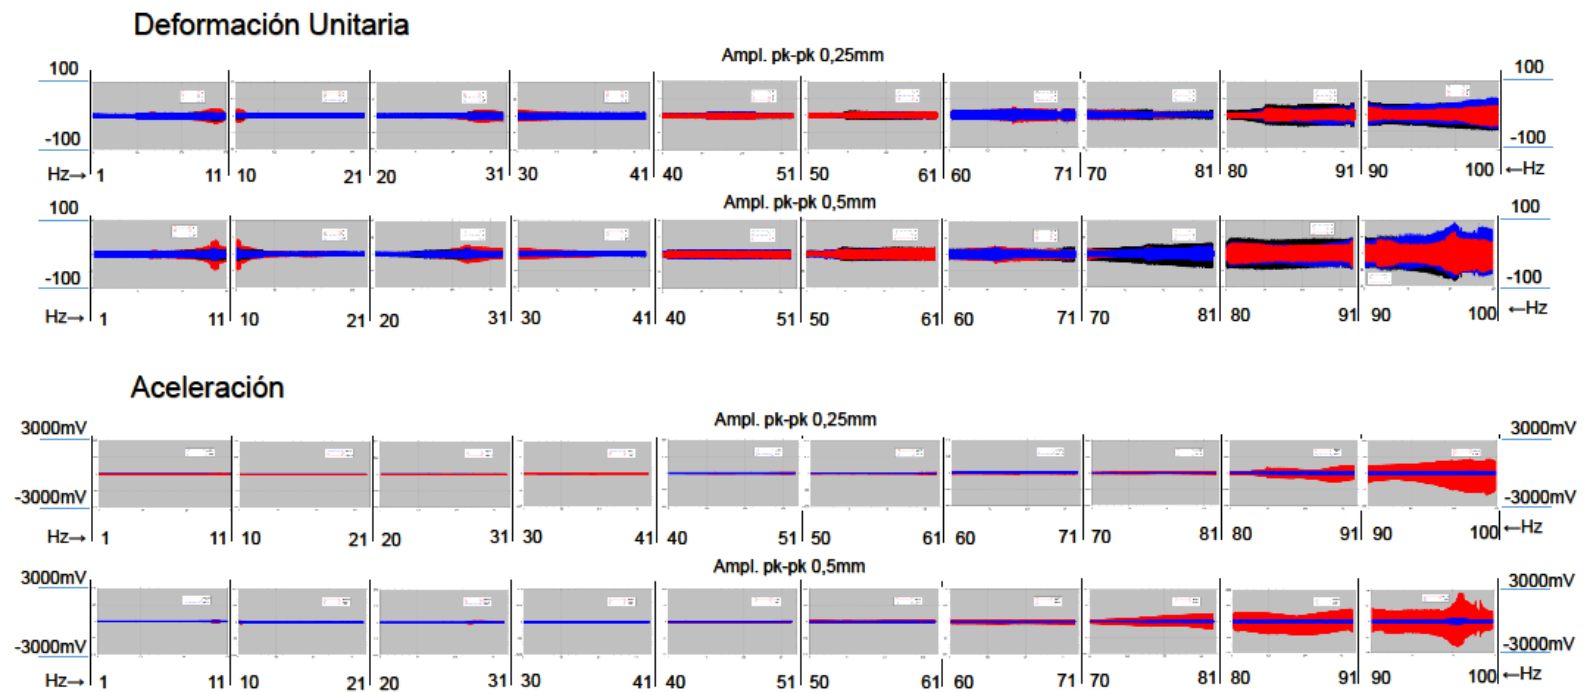 Deformación Unitaria
Ampl. pk-pk 0,25mm
100 100
-100 -100
Hz→ 1 11 10 21 20 31 30 41 40 51 50 61 60 71 70 81 80 91 90 100 ←Hz
Ampl. pk-pk 0,5mm
100 100
-100 -100
Hz→ 1 11 10 21 20 31 30 41 40 51 50 61 60 71 70 81 80 91 90 100 ←Hz
Aceleración
Ampl. pk-pk 0,25mm
3000mV 3000mV
-3000mV -3000mV
Hz→ 1 11 10 21 20 31 30 41 40 51 50 61 60 71 70 81 80 91 90 100 ←Hz
Ampl. pk-pk 0,5mm
3000mV 3000mV
-3000mV -3000mV
Hz→ 1 11 10 21 20 31 30 41 40 51 50 61 60 71 70 81 80 91 90 100 ←Hz